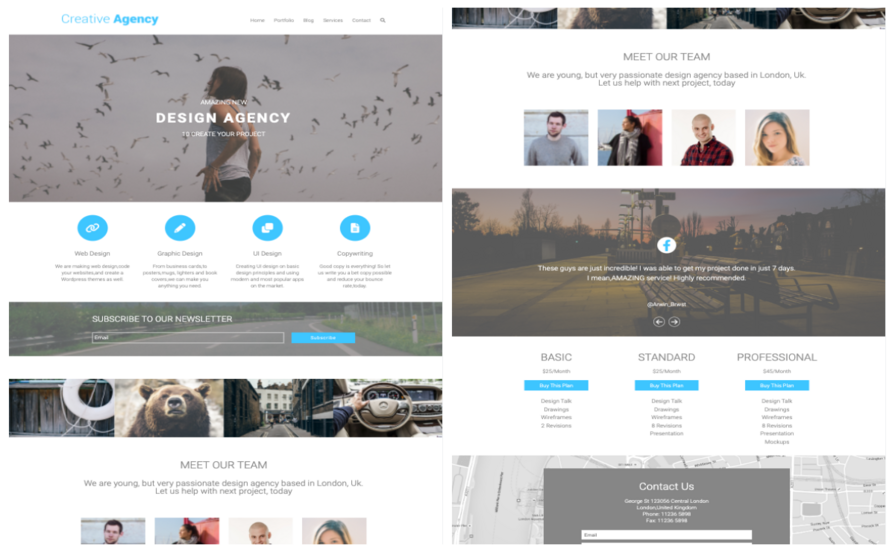 Creative Agency
Home Portfolio Blog Services Contact
AMAZING NEW
DESIGN AGENCY
TO CREATE YOUR PROJECT
Web Design
We are making web design,code
your websites,and create a
Wordpress themes as well.
Graphic Design
From business cards,to
posters,mugs, lighters and book
covers,we can make you
anything you need.
UI Design
Creating UI design on basic
design principles and using
modern and most popular apps
on the market.
Copywriting
Good copy is everything! So let
us write you a bet copy possible
and reduce your bounce
rate,today.
SUBSCRIBE TO OUR NEWSLETTER
Email
Subscribe
MEET OUR TEAM
We are young, but very passionate design agency based in London, Uk.
Let us help with next project, today
MEET OUR TEAM
We are young, but very passionate design agency based in London, Uk.
Let us help with next project, today
These guys are just incredible! I was able to get my project done in just 7 days.
I mean,AMAZING service! Highly recommended.
BASIC
$25/Month
Buy This Plan
Design Talk
Drawings
Wireframes
3 Revisions
STANDARD
$25/Month
Buy This Plan
Design Talk
Drawings
Wireframes
8 Revisions
Presentation
PROFESSIONAL
$45/Month
Buy This Plan
Design Talk
Drawings
Wireframes
8 Revisions
Presentation
Mockups
Contact Us
George St 123056 Central London
London,United Kingdom
Phone: 11236 5898
Fax: 11236 5898
Email